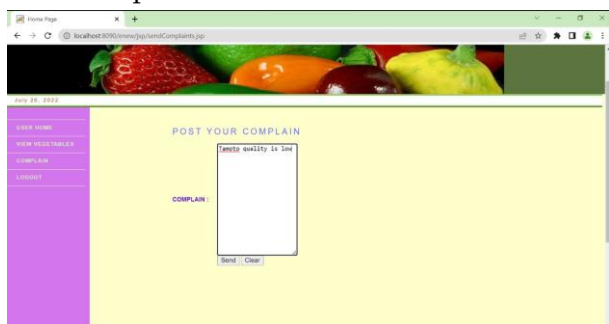 Home Page
localhost:8090/enew/jsp/sendComplaints.jsp
July 26, 2022
USER HOME
VIEW VEGETABLES
COMPLAIN
LOGOUT
POST YOUR COMPLAIN
Tamoto quality is low
COMPLAIN :
Send Clear